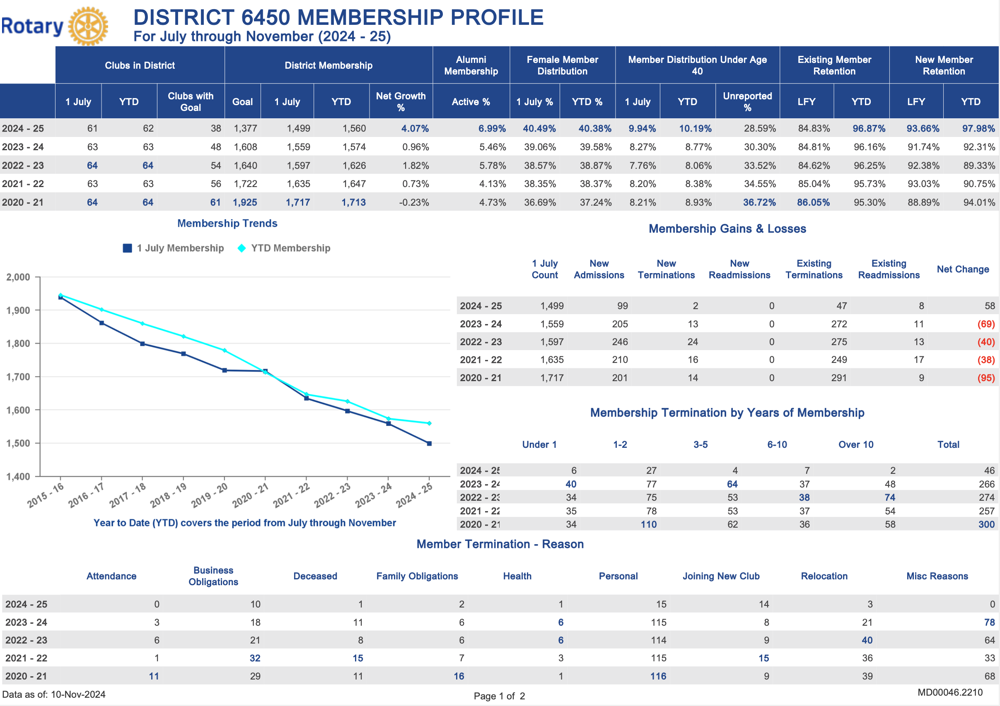 Rotary
DISTRICT 6450 MEMBERSHIP PROFILE
For July through November (2024 - 25)
Clubs in District District Membership Alumni Membership Female Member Distribution Member Distribution Under Age 40 Existing Member Retention New Member Retention
1 July YTD Clubs with Goal Goal 1 July YTD Net Growth % Active % 1 July % YTD % 1 July YTD Unreported % LFY YTD LFY YTD
2024 - 25 61 62 38 1,377 1,499 1,560 4.07% 6.99% 40.49% 40.38% 9.94% 10.19% 28.59% 84.83% 96.87% 93.66% 97.98%
2023 - 24 63 63 48 1,608 1,559 1,574 0.96% 5.46% 39.06% 39.58% 8.27% 8.77% 30.30% 84.81% 96.16% 91.74% 92.31%
2022 - 23 64 64 54 1,640 1,597 1,626 1.82% 5.78% 38.57% 38.87% 7.76% 8.06% 33.52% 84.62% 96.25% 92.38% 89.33%
2021 - 22 63 63 56 1,722 1,635 1,647 0.73% 4.13% 38.35% 38.37% 8.20% 8.38% 34.55% 85.04% 95.73% 93.03% 90.75%
2020 - 21 64 64 61 1,925 1,717 1,713 -0.23% 4.73% 36.69% 37.24% 8.21% 8.93% 36.72% 86.05% 95.30% 88.89% 94.01%
Membership Trends
1 July Membership YTD Membership
2,000
1,900
1,800
1,700
1,600
1,500
1,400
2015 - 16 2016 - 17 2017 - 18 2018 - 19 2019 - 20 2020 - 21 2021 - 22 2022 - 23 2023 - 24 2024 - 25
Year to Date (YTD) covers the period from July through November
Membership Gains & Losses
1 July Count New Admissions New Terminations New Readmissions Existing Terminations Existing Readmissions Net Change
2024 - 25 1,499 99 2 0 47 8 58
2023 - 24 1,559 205 13 0 272 11 (69)
2022 - 23 1,597 246 24 0 275 13 (40)
2021 - 22 1,635 210 16 0 249 17 (38)
2020 - 21 1,717 201 14 0 291 9 (95)
Membership Termination by Years of Membership
Under 1 1-2 3-5 6-10 Over 10 Total
2024 - 25 6 27 4 7 2 46
2023 - 24 40 77 64 37 48 266
2022 - 23 34 75 53 38 74 274
2021 - 22 35 78 53 37 54 257
2020 - 21 34 110 62 36 58 300
Member Termination - Reason
Attendance Business Obligations Deceased Family Obligations Health Personal Joining New Club Relocation Misc Reasons
2024 - 25 0 10 1 2 1 15 14 3 0
2023 - 24 3 18 11 6 6 115 8 21 78
2022 - 23 6 21 8 6 6 114 9 40 64
2021 - 22 1 32 15 7 3 115 15 36 33
2020 - 21 11 29 11 16 1 116 9 39 68
Data as of: 10-Nov-2024 Page 1 of 2 MD00046.2210